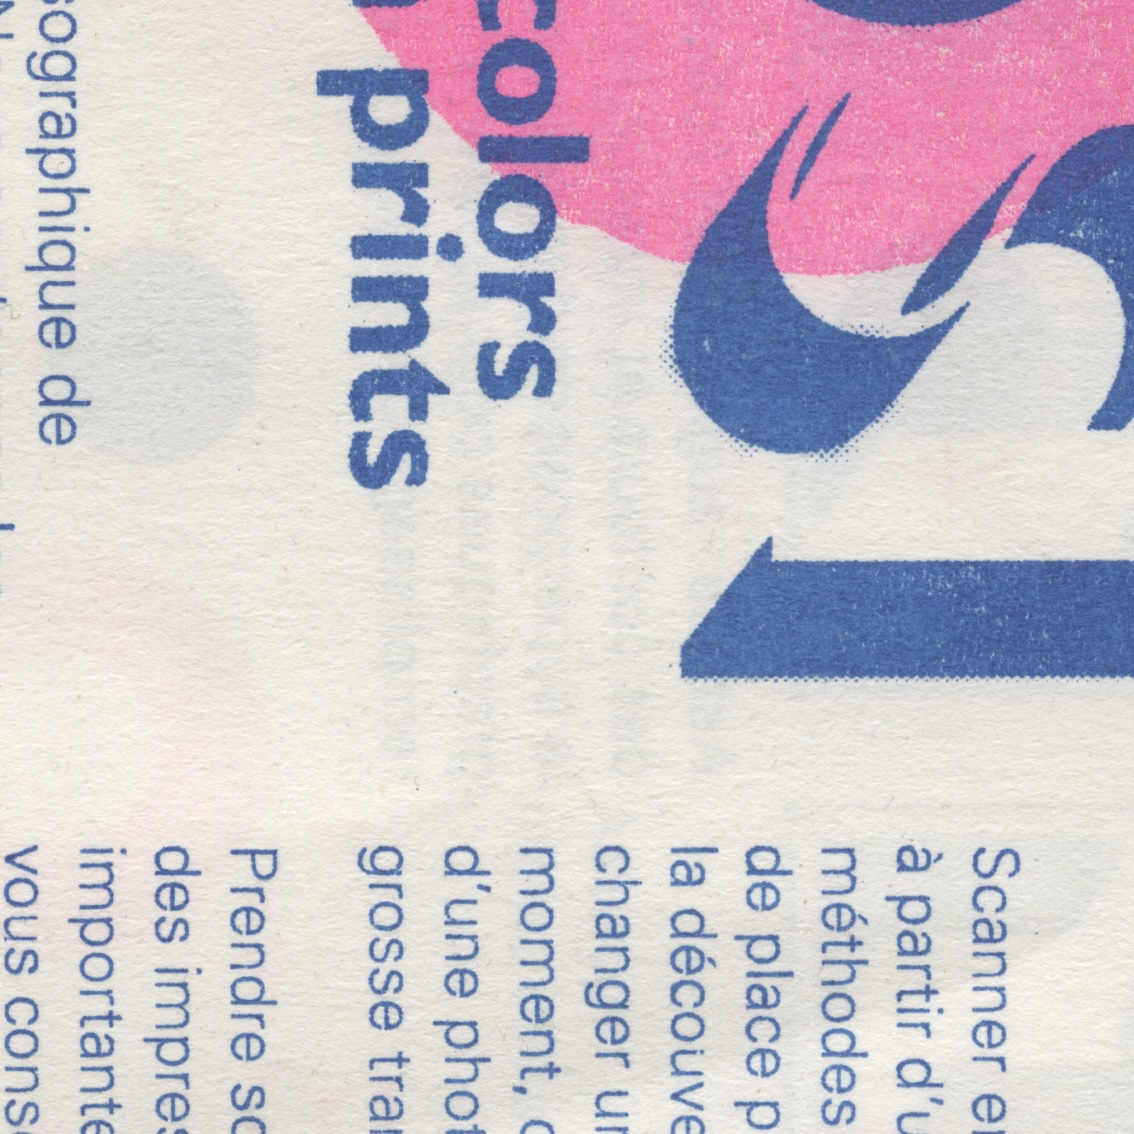 colors
prints
sographique de
Scanner e
à partir d'u
méthodes
de place p
la découve
changer un
moment,
d'une phot
grosse tra
Prendre so
des impres
importante
vous conse